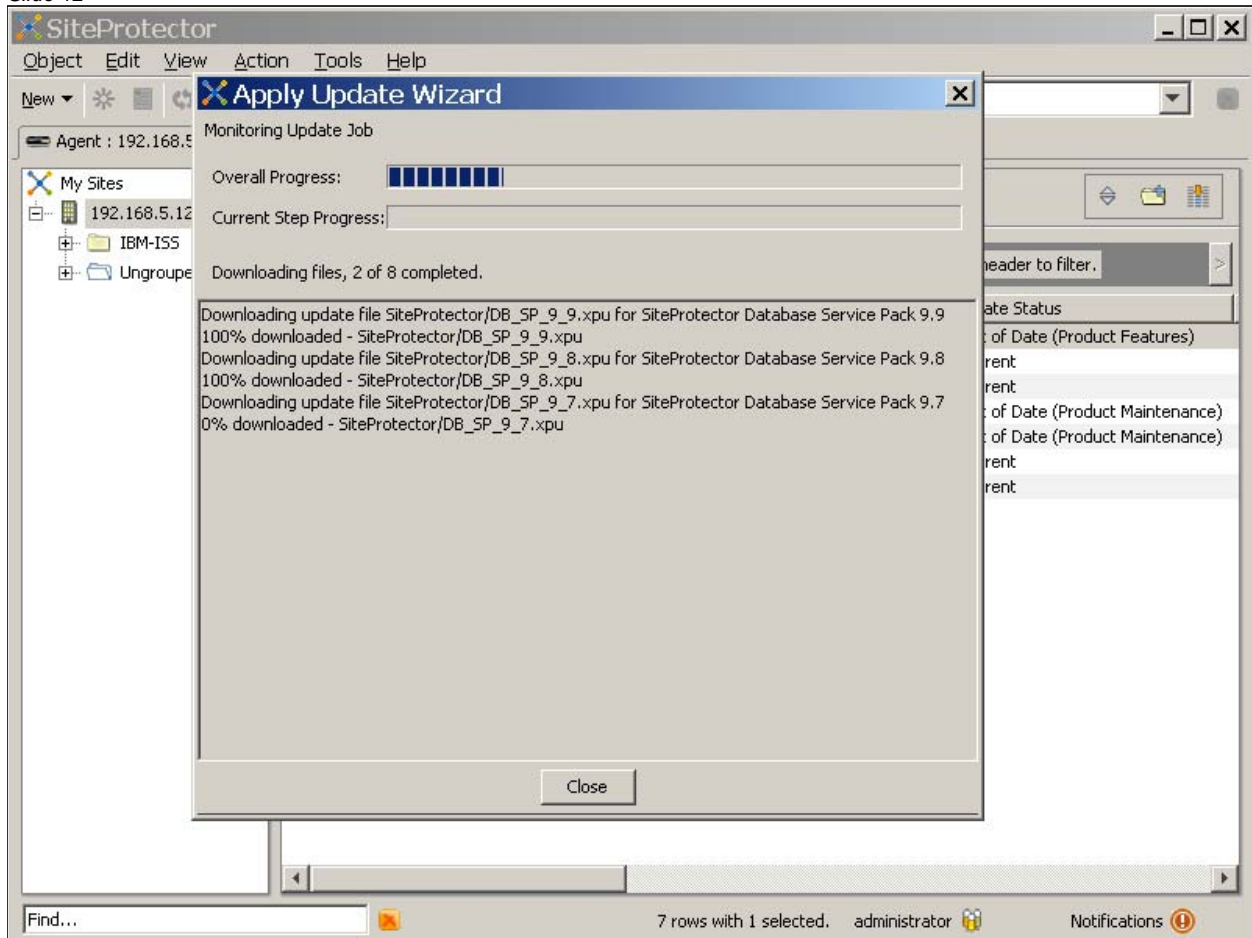 SiteProtector
Object Edit View Action Tools Help
New
Apply Update Wizard
Agent : 192.168.5
Monitoring Update Job
My Sites
Overall Progress:
192.168.5.12
Current Step Progress:
IBM-ISS
Ungroupe
Downloading files, 2 of 8 completed.
header to filter.
Downloading update file SiteProtector/DB_SP_9_9.xpu for SiteProtector Database Service Pack 9.9
100% downloaded - SiteProtector/DB_SP_9_9.xpu
Downloading update file SiteProtector/DB_SP_9_8.xpu for SiteProtector Database Service Pack 9.8
100% downloaded - SiteProtector/DB_SP_9_8.xpu
Downloading update file SiteProtector/DB_SP_9_7.xpu for SiteProtector Database Service Pack 9.7
0% downloaded - SiteProtector/DB_SP_9_7.xpu
ate Status
of Date (Product Features)
rent
rent
of Date (Product Maintenance)
of Date (Product Maintenance)
rent
rent
Close
Find...
7 rows with 1 selected. administrator Notifications